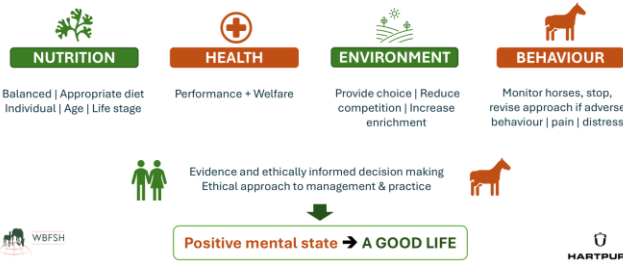 NUTRITION
Balanced | Appropriate diet
Individual | Age | Life stage
HEALTH
Performance + Welfare
ENVIRONMENT
Provide choice | Reduce
competition | Increase
enrichment
BEHAVIOUR
Monitor horses, stop,
revise approach if adverse
behaviour | pain | distress
Evidence and ethically informed decision making
Ethical approach to management & practice
Positive mental state ➔ A GOOD LIFE
WBFSH
HARTPUR